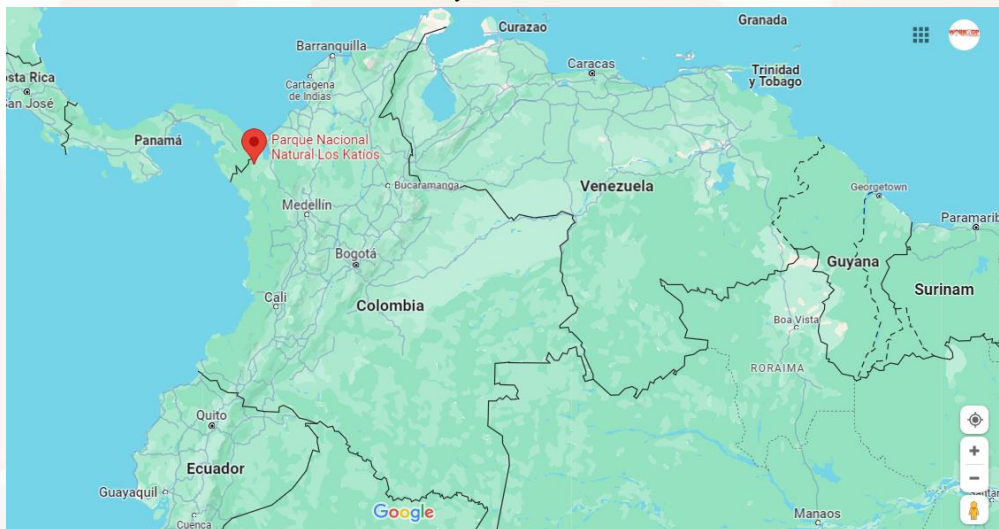 Curazao
Granada
Barranquilla
Caracas
Trinidad
y Tobago
Cartagena
de Indias
osta Rica
San José
Panamá
Parque Nacional
Natural Los Katíos
Bucaramanga
Venezuela
Georgetown
Medellín
Paramarib
Bogotá
Guyana
Surinam
Cali
Colombia
Boa Vista
RORAIMA
Quito
Ecuador
Guayaquil
Google
Manaos
Cuenca